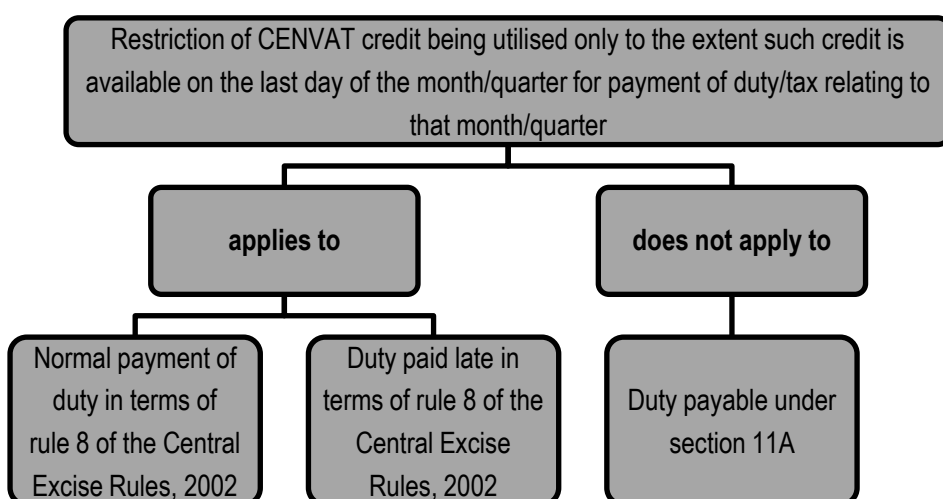 Restriction of CENVAT credit being utilised only to the extent such credit is
available on the last day of the month/quarter for payment of duty/tax relating to
that month/quarter
applies to
does not apply to
Normal payment of
duty in terms of
rule 8 of the Central
Excise Rules, 2002
Duty paid late in
terms of rule 8 of the
Central Excise
Rules, 2002
Duty payable under
section 11A